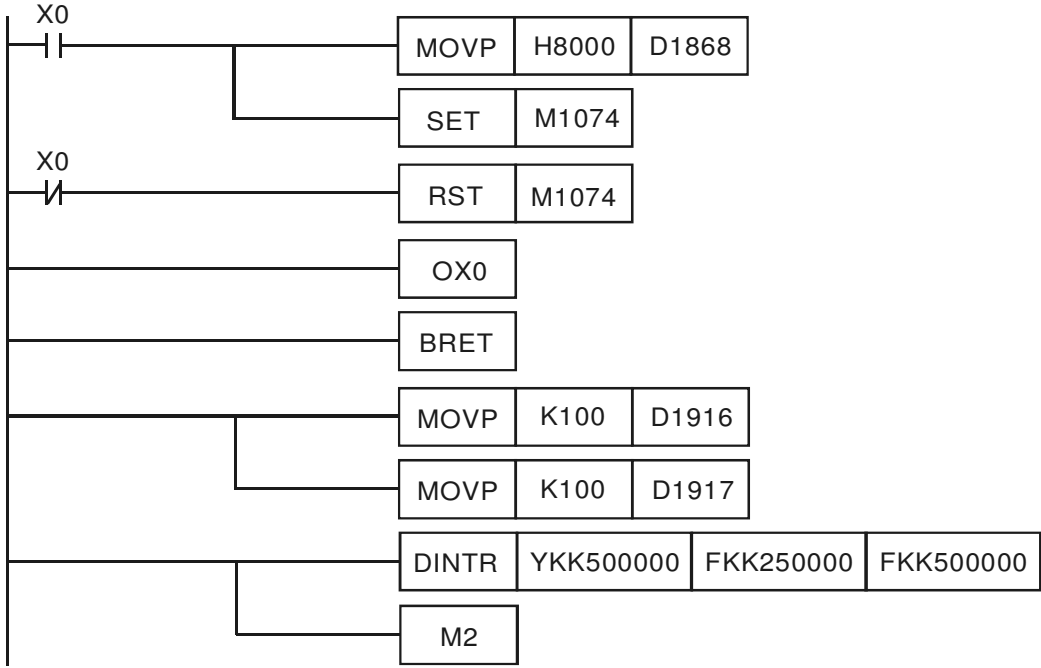 X0
MOVP H8000 D1868
SET M1074
X0
RST M1074
OX0
BRET
MOVP K100 D1916
MOVP K100 D1917
DINTR YKK500000 FKK250000 FKK500000
M2